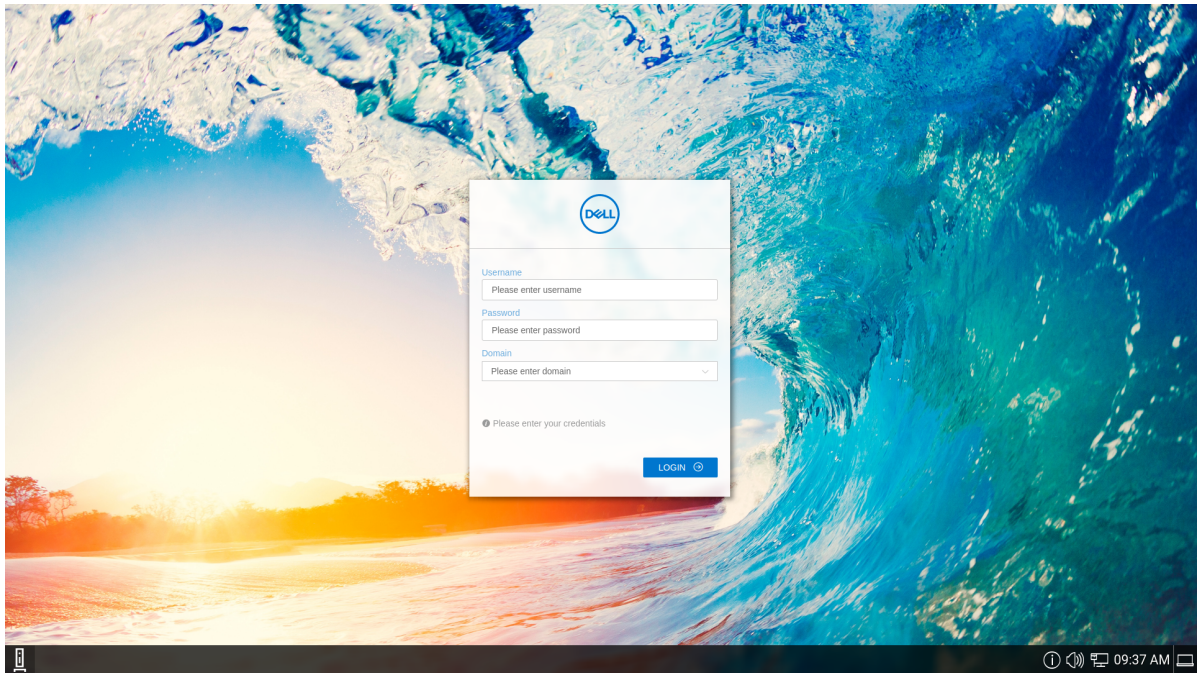 DELL
Username
Please enter username
Password
Please enter password
Domain
Please enter domain
Please enter your credentials
LOGIN
09:37 AM